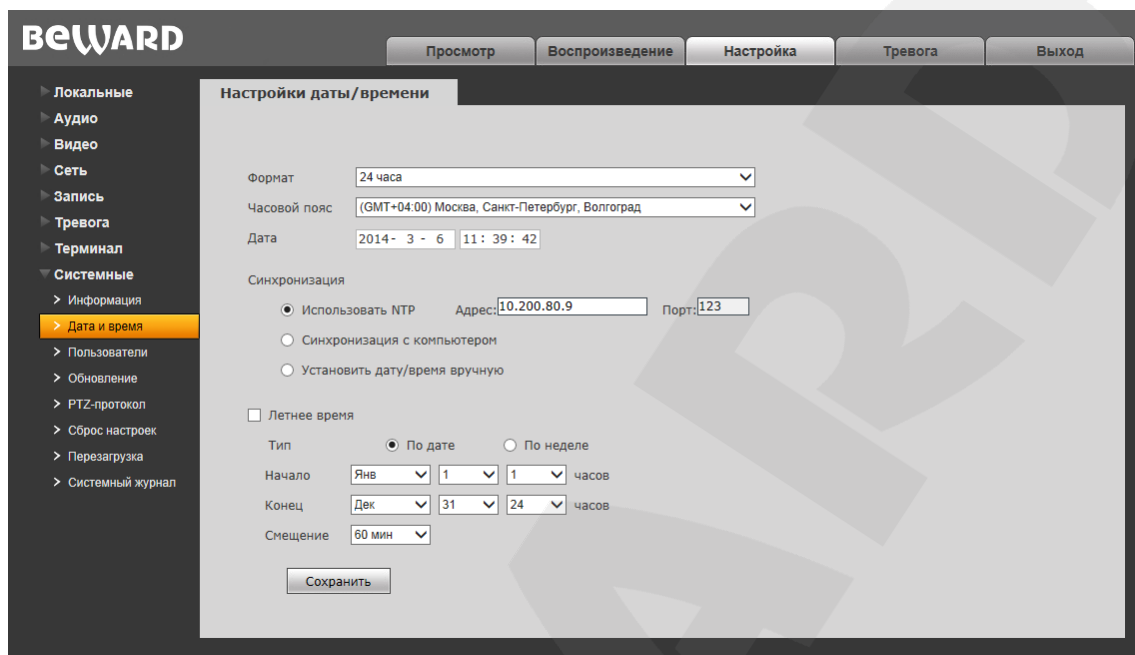 BEWARD
Просмотр Воспроизведение Настройка Тревога Выход
Локальные
Аудио
Видео
Сеть
Запись
Тревога
Терминал
Системные
> Информация
> Дата и время
> Пользователи
> Обновление
> PTZ-протокол
> Сброс настроек
> Перезагрузка
> Системный журнал
Настройки даты/времени
Формат 24 часа
Часовой пояс (GMT+04:00) Москва, Санкт-Петербург, Волгоград
Дата 2014- 3 - 6 11: 39: 42
Синхронизация
Использовать NTP Адрес:10.200.80.9 Порт:123
Синхронизация с компьютером
Установить дату/время вручную
Летнее время
Тип По дате По неделе
Начало Янв 1 1 часов
Конец Дек 31 24 часов
Смещение 60 мин
Сохранить